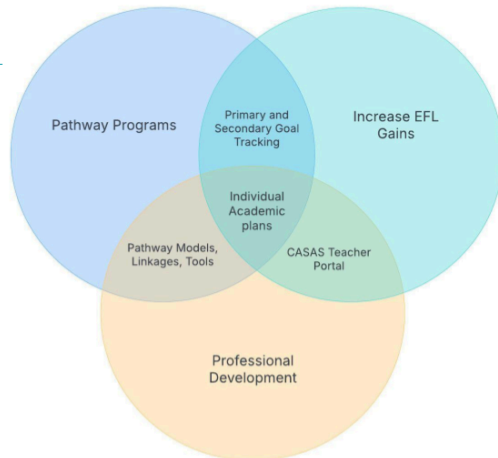 Pathway Programs
Increase EFL
Gains
Primary and
Secondary Goal
Tracking
Individual
Academic
plans
Pathway Models,
Linkages, Tools
CASAS Teacher
Portal
Professional
Development